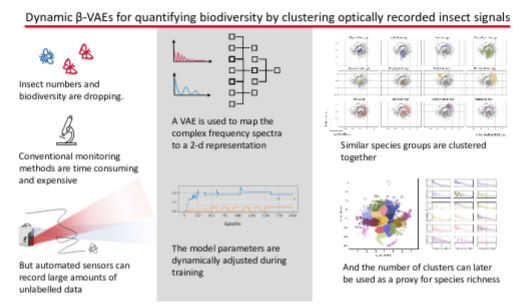 Dynamic β-VAEs for quantifying biodiversity by clustering optically recorded insect signals
Insect numbers and
biodiversity are dropping.
Conventional monitoring
methods are time consuming
and expensive
But automated sensors can
record large amounts of
unlabelled data
A VAE is used to map the
complex frequency spectra
to a 2-d representation
Epochs
The model parameters are
dynamically adjusted during
training
Similar species groups are clustered
together
And the number of clusters can later
be used as a proxy for species richness